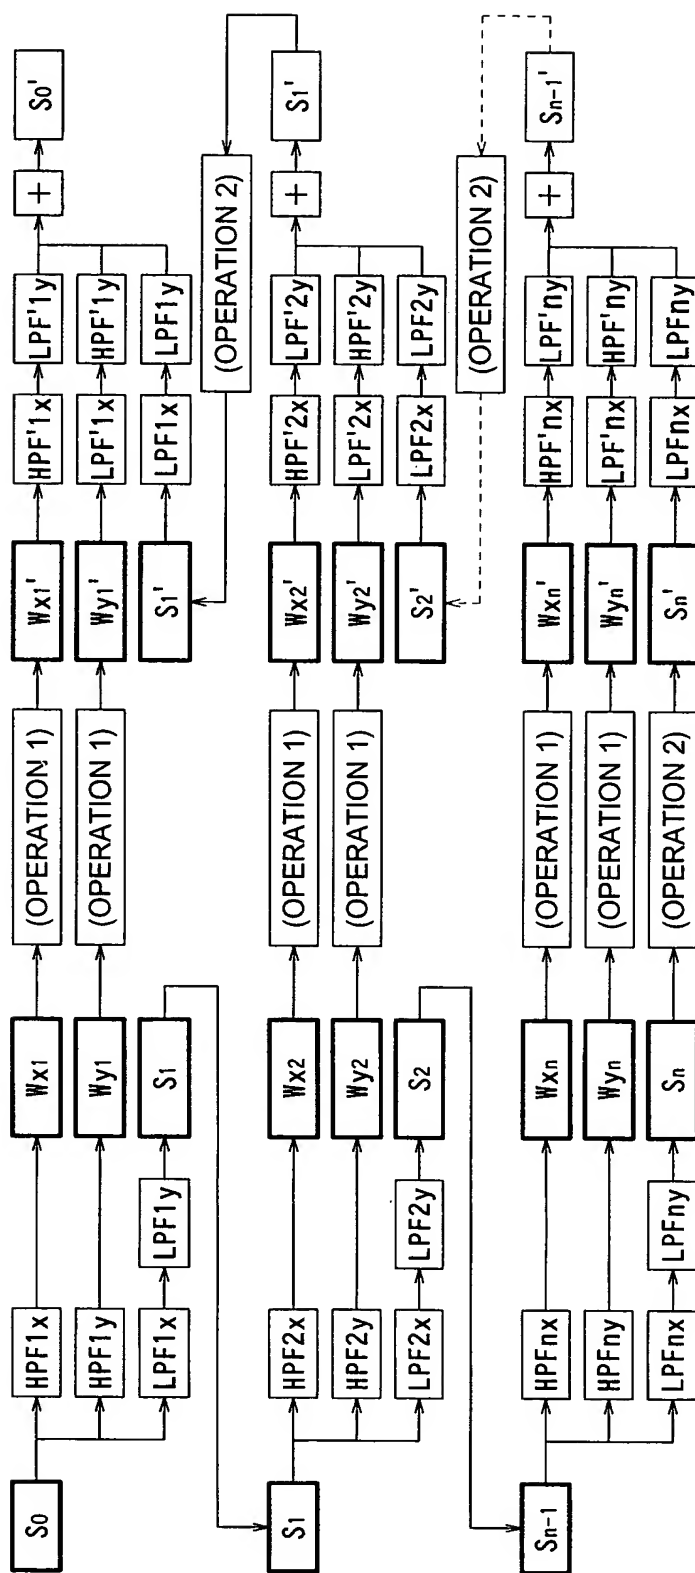 S0
HPF1x
Wx1
(OPERATION 1)
Wx1'
HPF'1x
LPF'1y
+
S0'
HPF1y
Wy1
(OPERATION 1)
Wy1'
LPF'1x
HPF'1y
LPF1x
LPF1y
S1
S1'
LPF1x
LPF1y
(OPERATION 2)
S1
HPF2x
Wx2
(OPERATION 1)
Wx2'
HPF'2x
LPF'2y
+
S1'
HPF2y
Wy2
(OPERATION 1)
Wy2'
LPF'2x
HPF'2y
LPF2x
LPF2y
S2
S2'
LPF2x
LPF2y
(OPERATION 2)
Sn-1
HPFnx
Wxn
(OPERATION 1)
Wxn'
HPF'nx
LPF'ny
+
Sn-1'
HPFny
Wyn
(OPERATION 1)
Wyn'
LPF'nx
HPF'ny
LPFnx
LPFny
Sn
(OPERATION 2)
Sn'
LPFnx
LPFny